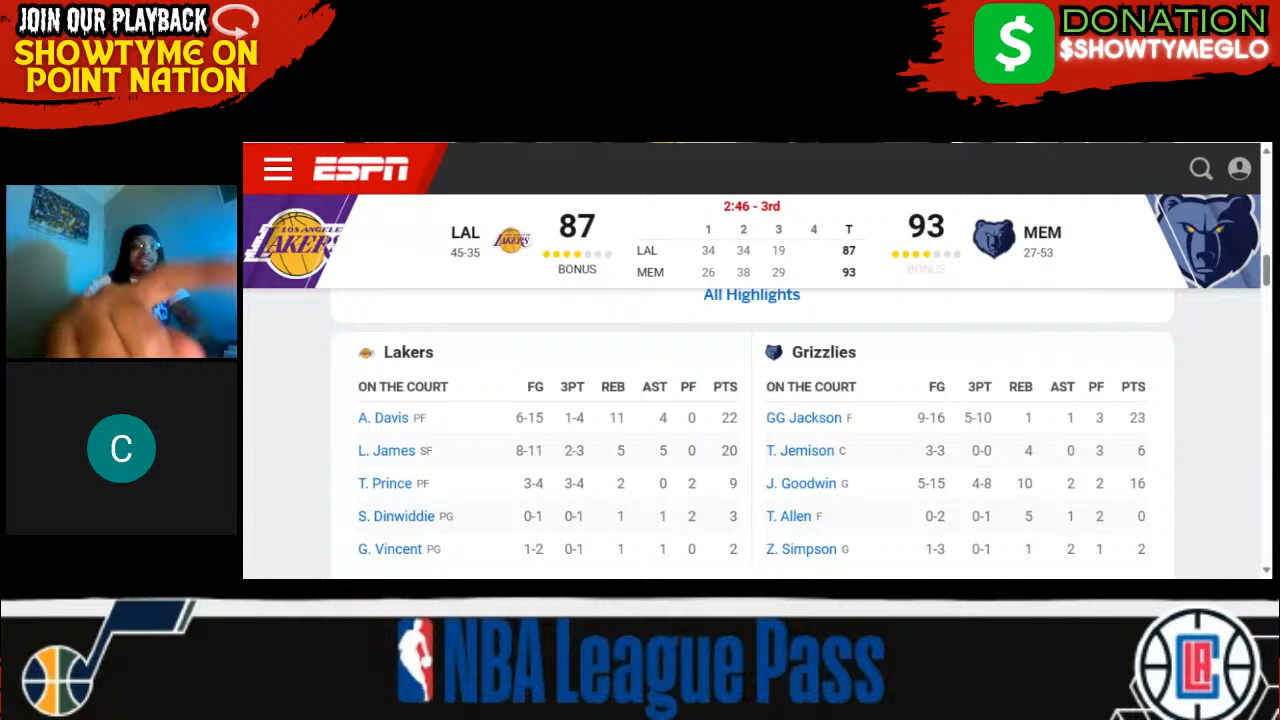 JOIN OUR PLAYBACK
SHOWTYME ON
POINT NATION
$
DONATION
$SHOWTYMEGLO
ESPN
2:46 - 3rd
LOS ANGELES
LAKERS
LAL
45-35
LAKERS
87
BONUS
1 2 3 4 T
LAL 34 34 19 87
MEM 26 38 29 93
93
BONUS
MEM
27-53
All Highlights
Lakers
ON THE COURT FG 3PT REB AST PF PTS
A. Davis PF 6-15 1-4 11 4 0 22
L. James SF 8-11 2-3 5 5 0 20
T. Prince PF 3-4 3-4 2 0 2 9
S. Dinwiddie PG 0-1 0-1 1 1 2 3
G. Vincent PG 1-2 0-1 1 1 0 2
Grizzlies
ON THE COURT FG 3PT REB AST PF PTS
GG Jackson F 9-16 5-10 1 1 3 23
T. Jemison C 3-3 0-0 4 0 3 6
J. Goodwin G 5-15 4-8 10 2 2 16
T. Allen F 0-2 0-1 5 1 2 0
Z. Simpson G 1-3 0-1 1 2 1 2
C
NBA League Pass
LA